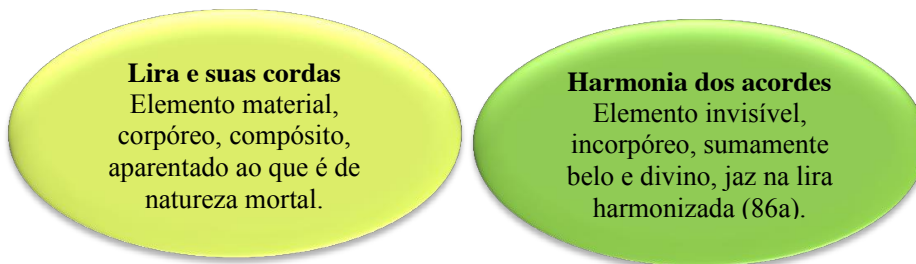 Lira e suas cordas
Elemento material,
corpóreo, compósito,
aparentado ao que é de
natureza mortal.
Harmonia dos acordes
Elemento invisível,
incorpóreo, sumamente
belo e divino, jaz na lira
harmonizada (86a).